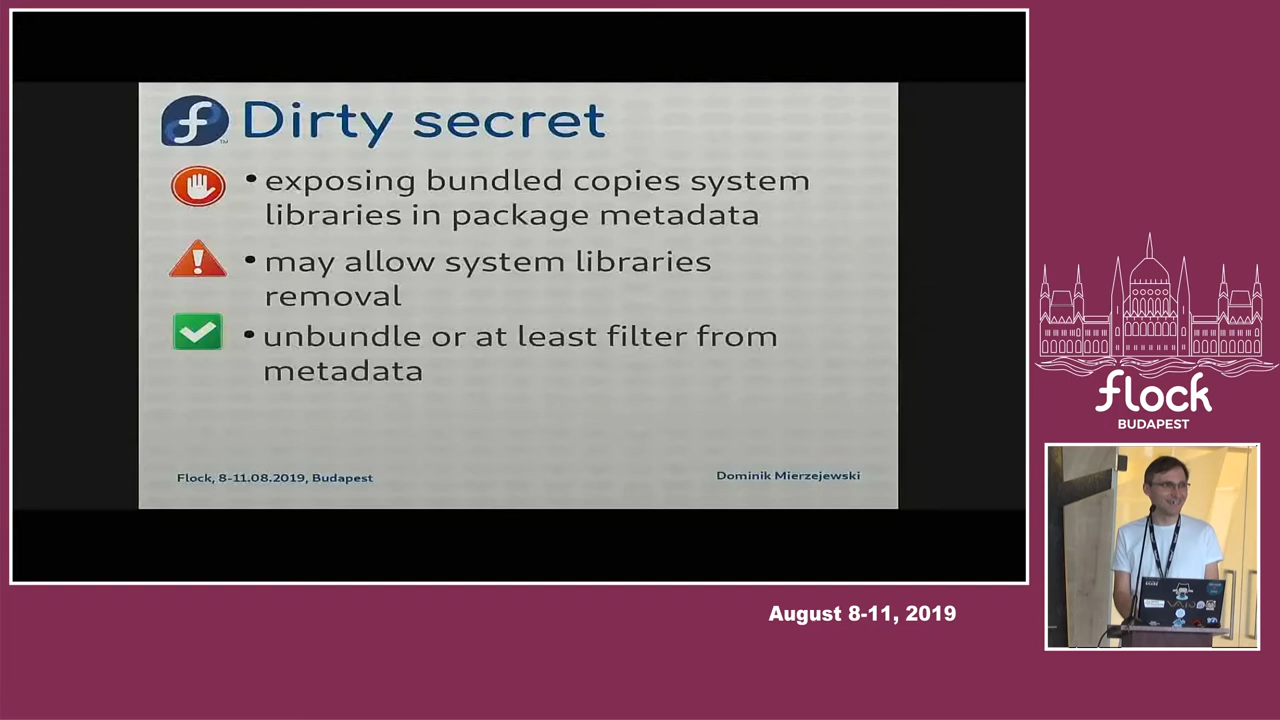 Dirty secret
• exposing bundled copies system
libraries in package metadata
• may allow system libraries
removal
• unbundle or at least filter from
metadata
Flock, 8-11.08.2019, Budapest
Dominik Mierzejewski
flock
BUDAPEST
August 8-11, 2019
VAIO